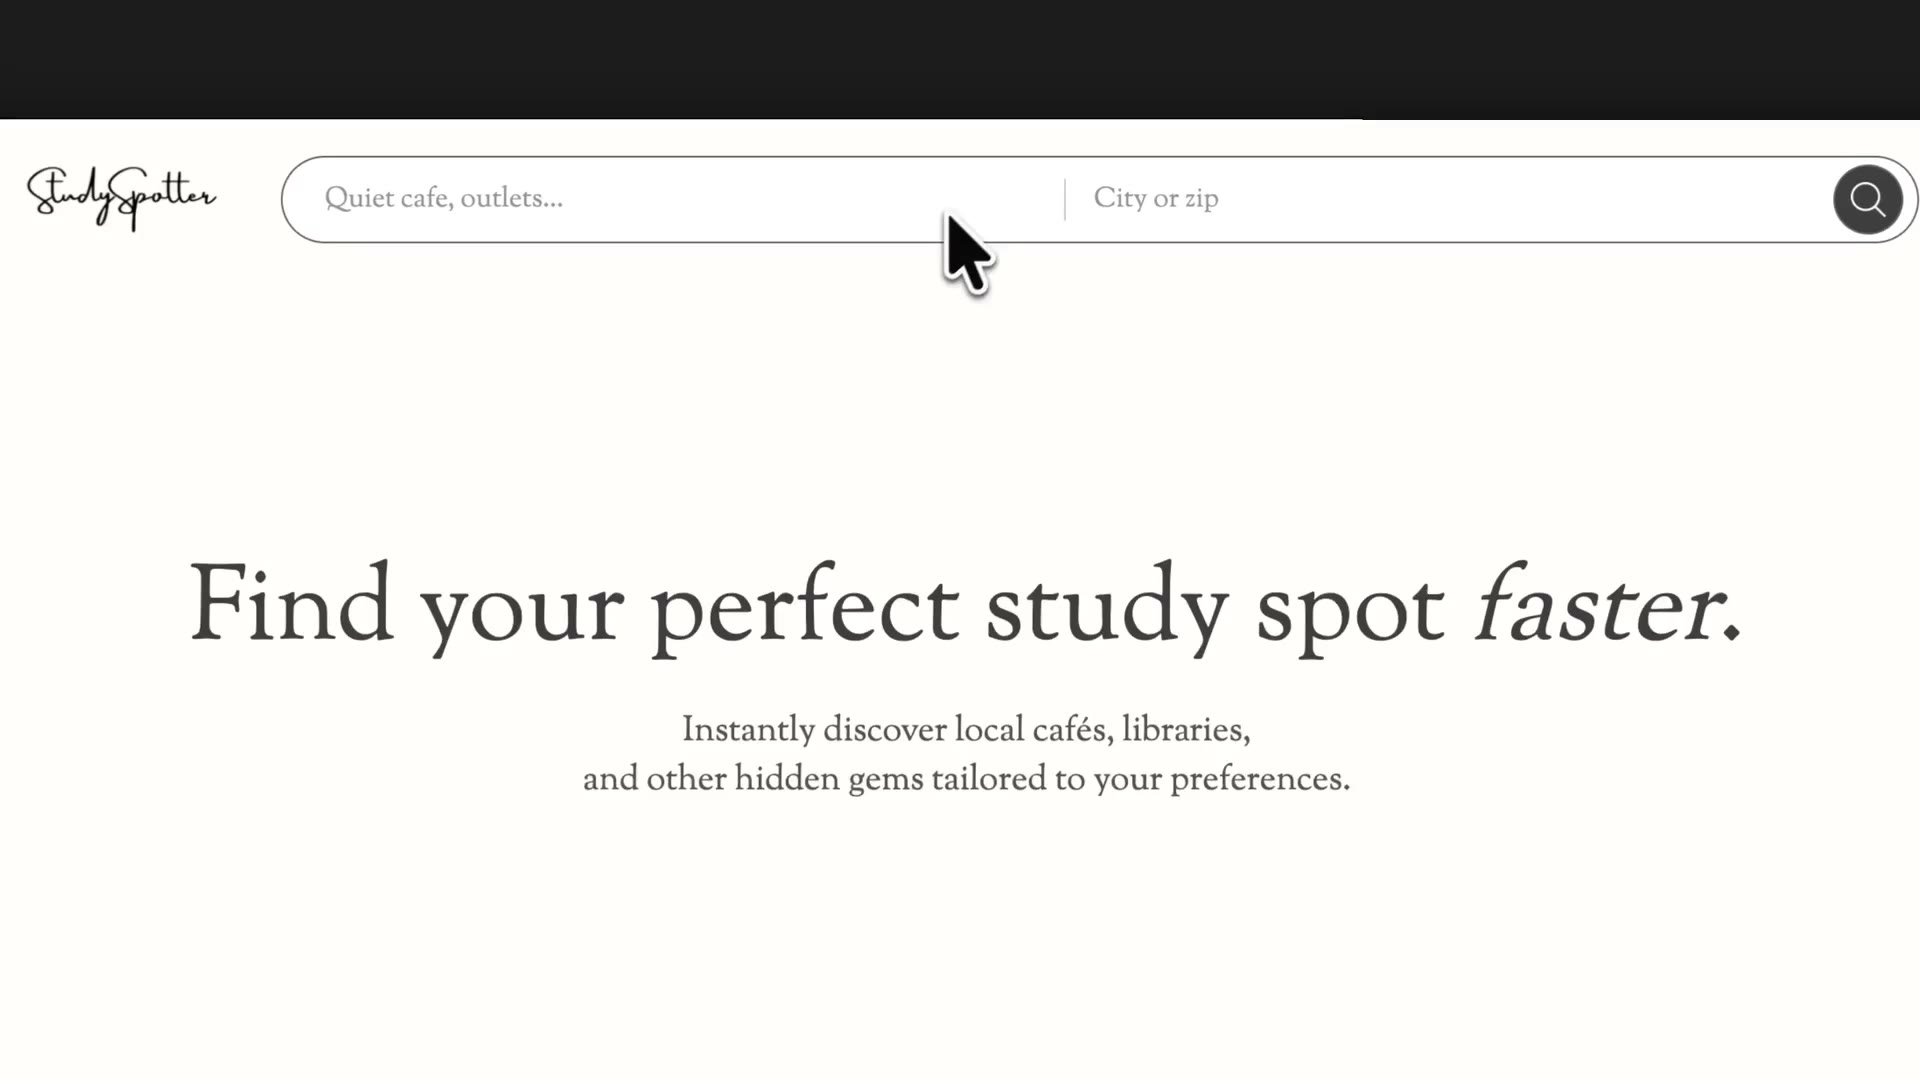 StudySpotter
Quiet cafe, outlets...
City or zip
Find your perfect study spot faster.
Instantly discover local cafés, libraries,
and other hidden gems tailored to your preferences.